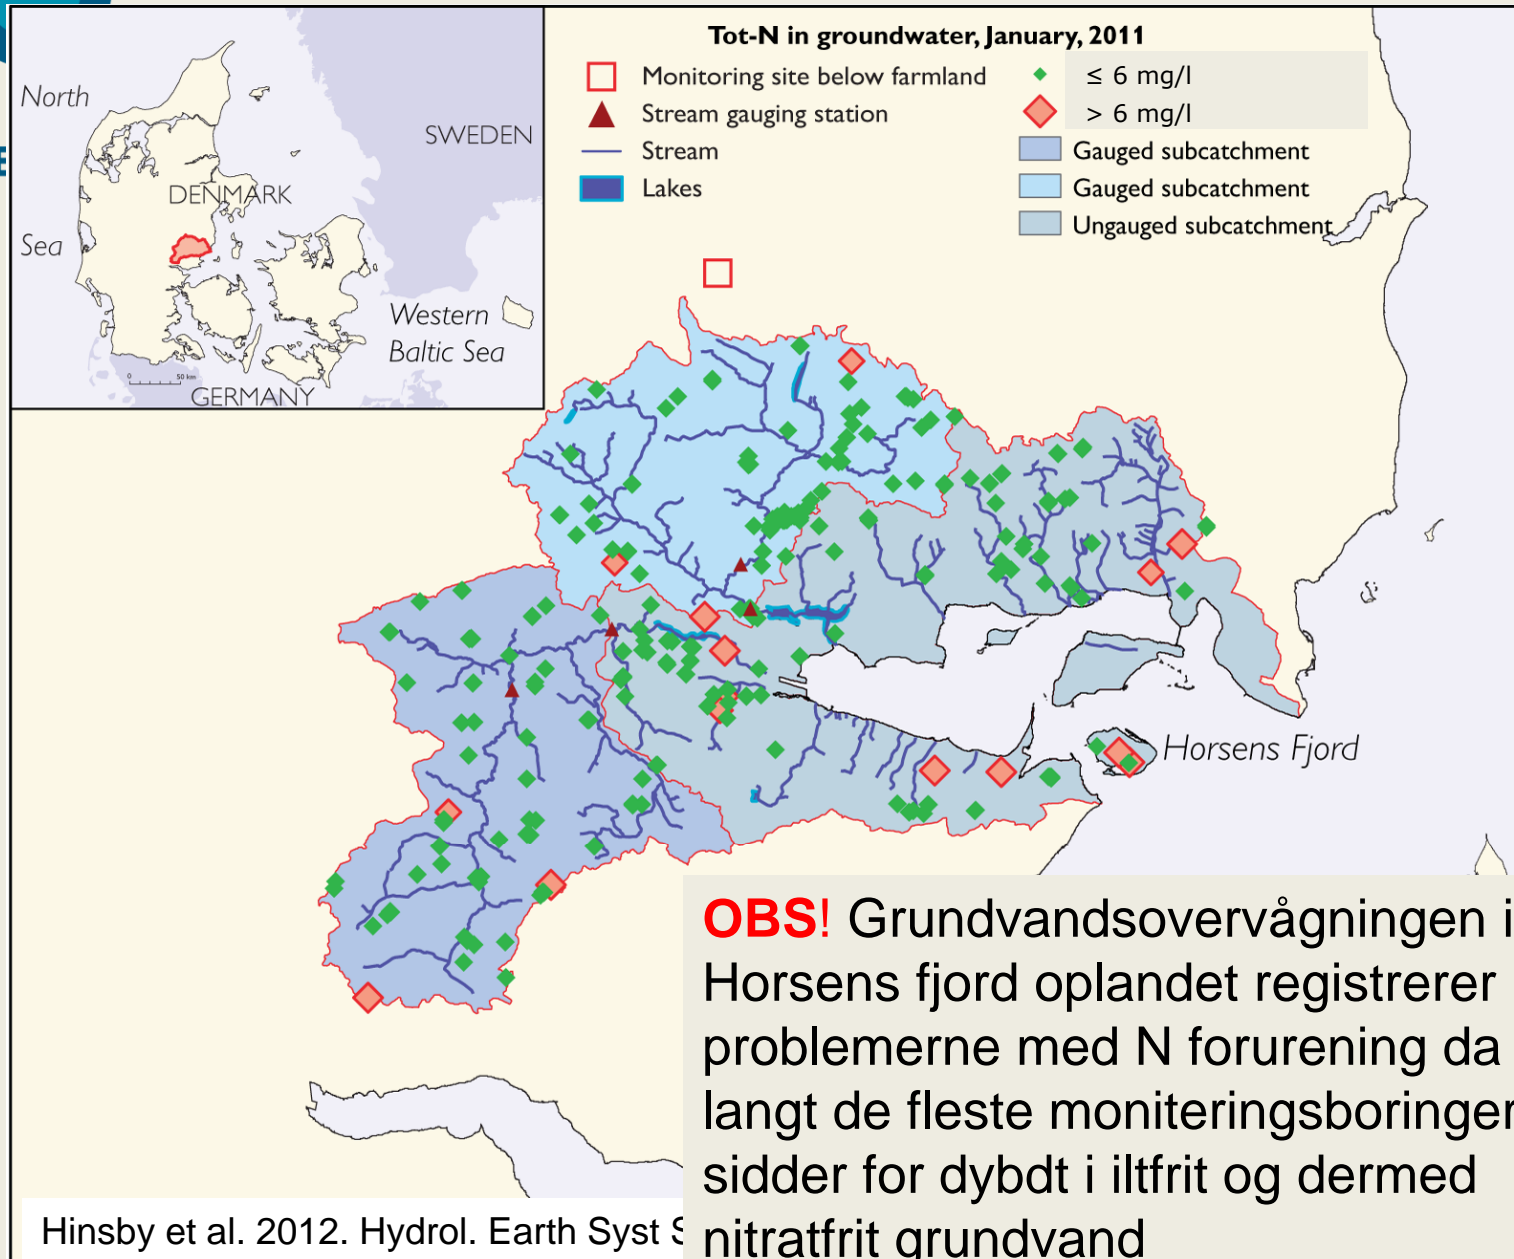 Tot-N in groundwater, January, 2011
Monitoring site below farmland
Stream gauging station
Stream
Lakes
≤ 6 mg/l
> 6 mg/l
Gauged subcatchment
Gauged subcatchment
Ungauged subcatchment
North
Sea
SWEDEN
DENMARK
Western
Baltic Sea
0 50 km
GERMANY
E
Horsens Fjord
OBS! Grundvandsovervågningen i
Horsens fjord oplandet registrerer
problemerne med N forurening da
langt de fleste moniteringsboringer
sidder for dybdt i iltfrit og dermed
nitratfrit grundvand
Hinsby et al. 2012. Hydrol. Earth Syst S